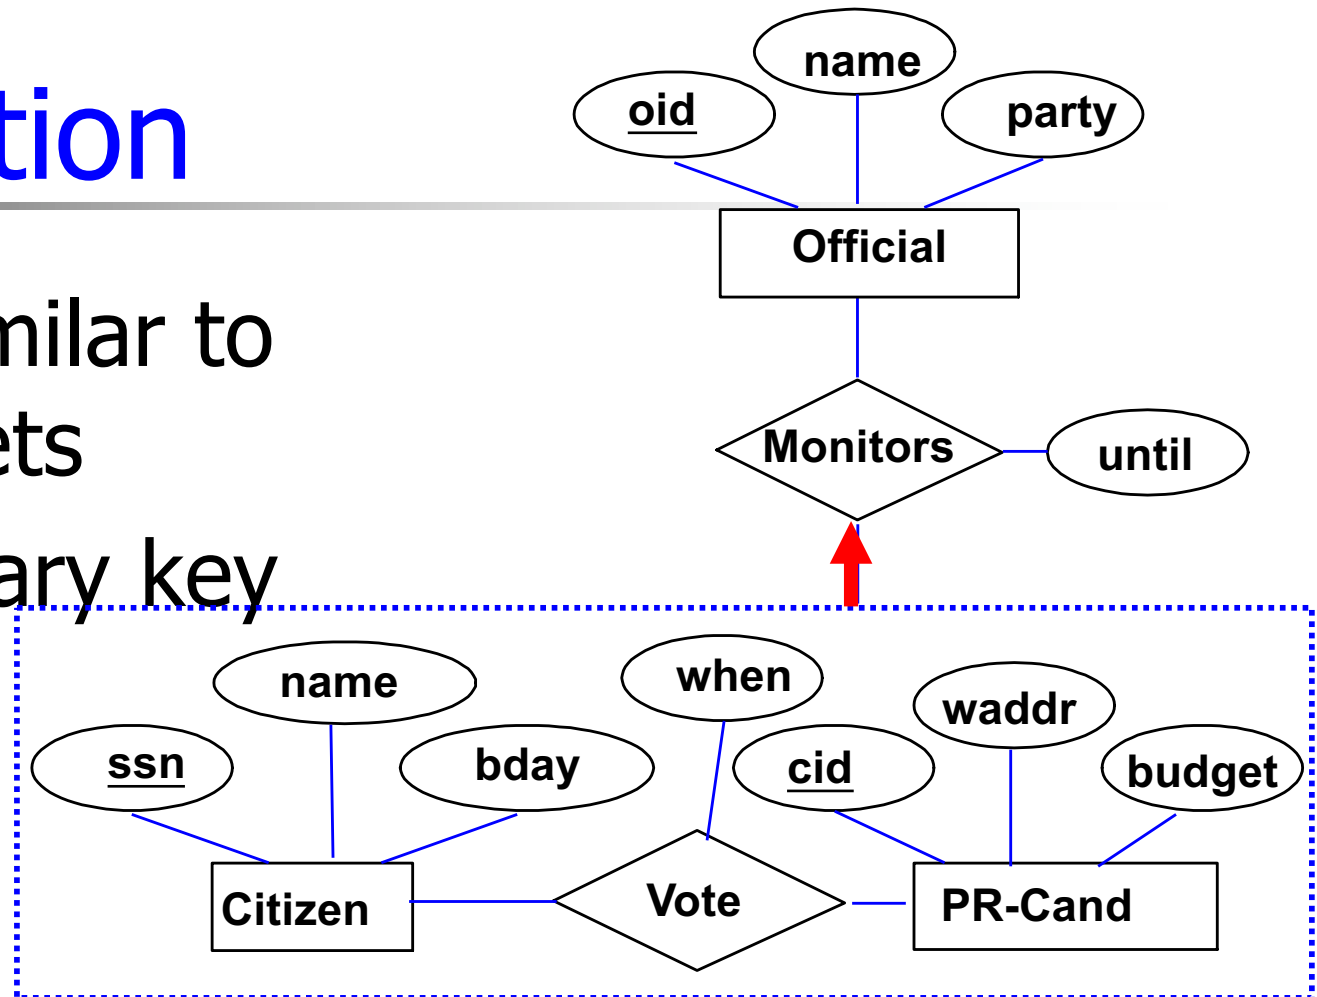 name
oid
party
tion
Official
milar to
ets
Monitors
until
ary key
name
when
waddr
ssn
bday
cid
budget
Citizen
Vote
PR-Cand